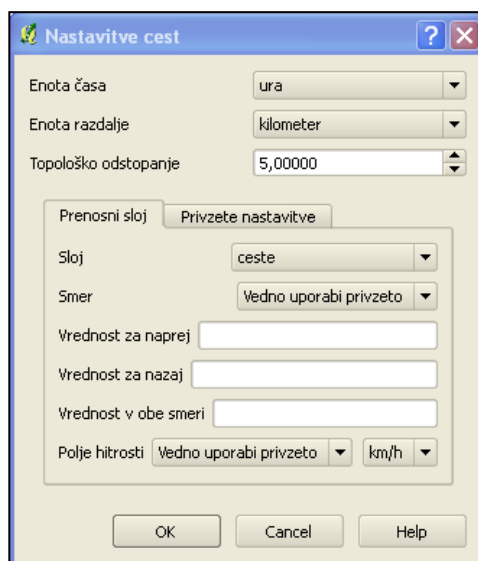 Nastavitve cest
Enota časa ura
Enota razdalje kilometer
Topološko odstopanje 5,00000
Prenosni sloj Privzete nastavitve
Sloj ceste
Smer Vedno uporabi privzeto
Vrednost za naprej
Vrednost za nazaj
Vrednost v obe smeri
Polje hitrosti Vedno uporabi privzeto km/h
OK Cancel Help